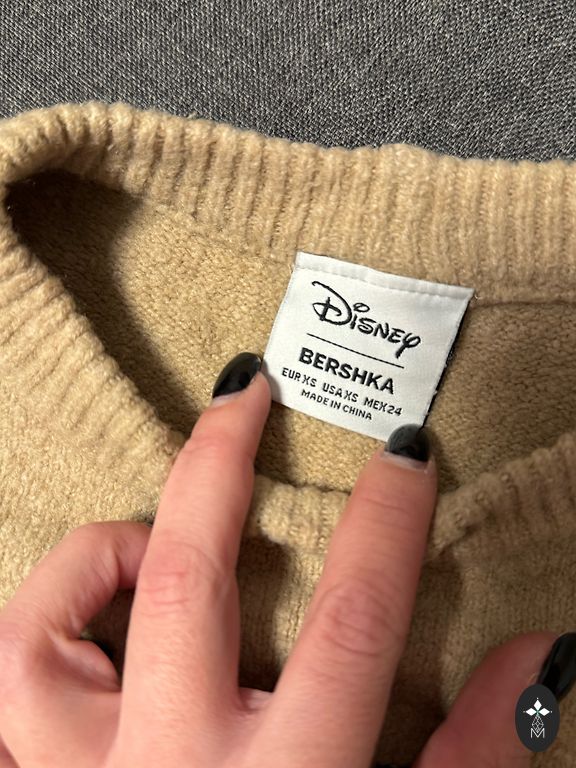 Disney
BERSHKA
EUR XS USA XS MEX 24
MADE IN CHINA
M